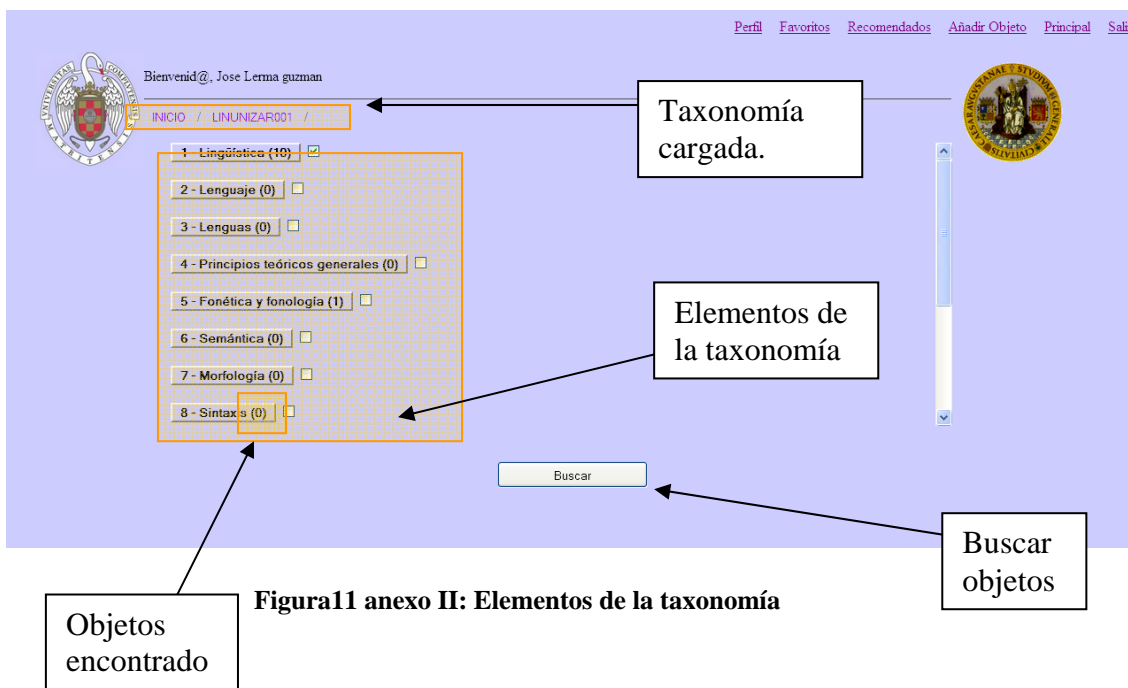 Perfil Favoritos Recomendados Añadir Objeto Principal Sali
Bienvenid@, Jose Lerma guzman
INICIO / LINUNIZAR001 /
Taxonomía
cargada.
1 - Lingüística (10)
2 - Lenguaje (0)
3 - Lenguas (0)
4 - Principios teóricos generales (0)
5 - Fonética y fonología (1)
6 - Semántica (0)
7 - Morfología (0)
8 - Sintaxis (0)
Elementos de
la taxonomía
Buscar
Buscar
objetos
Figura11 anexo II: Elementos de la taxonomía
Objetos
encontrado